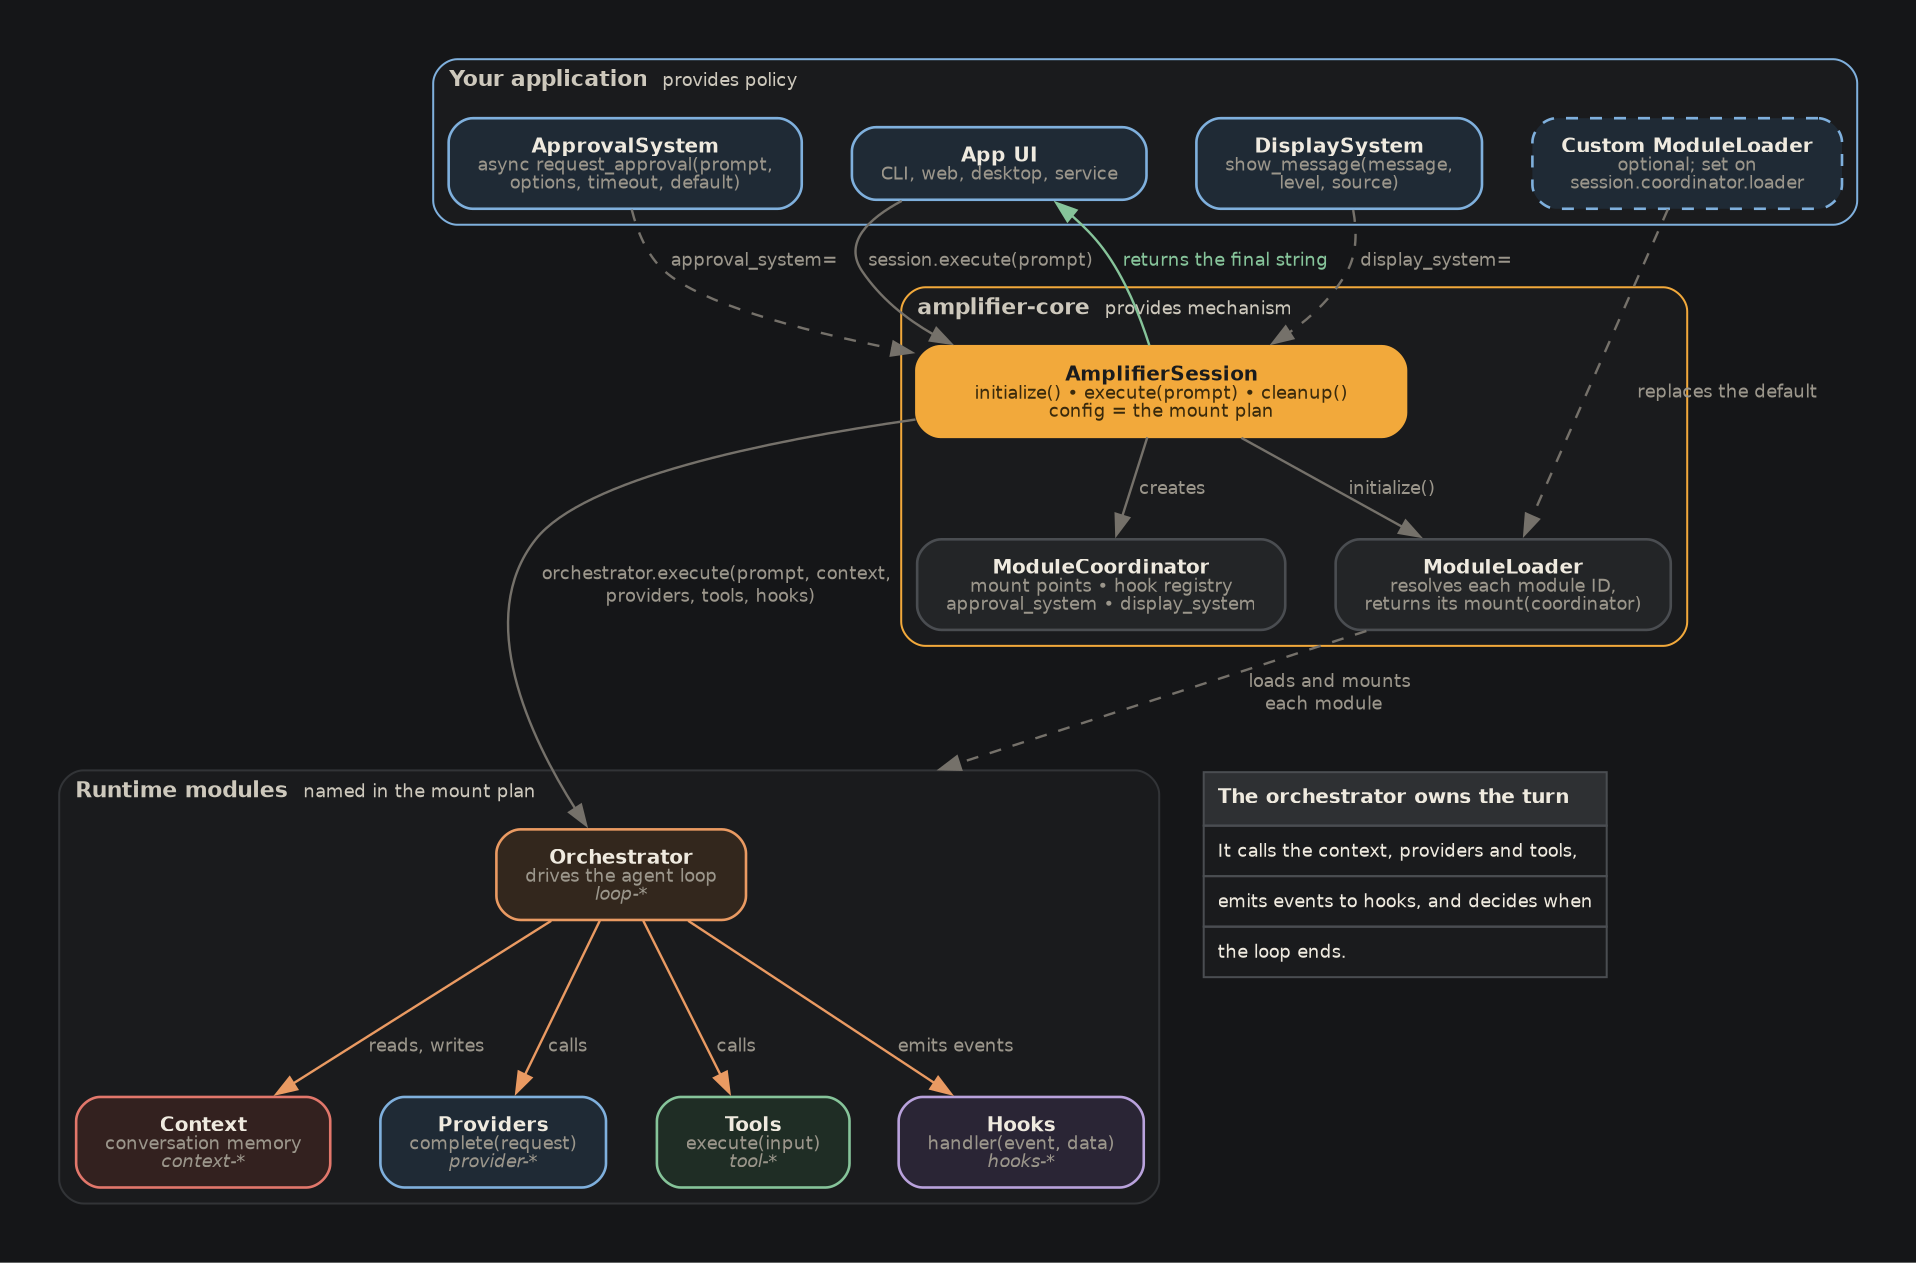 Your application provides policy
ApprovalSystem
async request_approval(prompt,
options, timeout, default)
App UI
CLI, web, desktop, service
DisplaySystem
show_message(message,
level, source)
Custom ModuleLoader
optional; set on
session.coordinator.loader
approval_system=
session.execute(prompt)
returns the final string
display_system=
amplifier-core provides mechanism
AmplifierSession
initialize() • execute(prompt) • cleanup()
config = the mount plan
replaces the default
creates
initialize()
ModuleCoordinator
mount points • hook registry
approval_system • display_system
ModuleLoader
resolves each module ID,
returns its mount(coordinator)
orchestrator.execute(prompt, context,
providers, tools, hooks)
loads and mounts
each module
Runtime modules named in the mount plan
Orchestrator
drives the agent loop
loop-*
The orchestrator owns the turn
It calls the context, providers and tools,
emits events to hooks, and decides when
the loop ends.
reads, writes
calls
calls
emits events
Context
conversation memory
context-*
Providers
complete(request)
provider-*
Tools
execute(input)
tool-*
Hooks
handler(event, data)
hooks-*